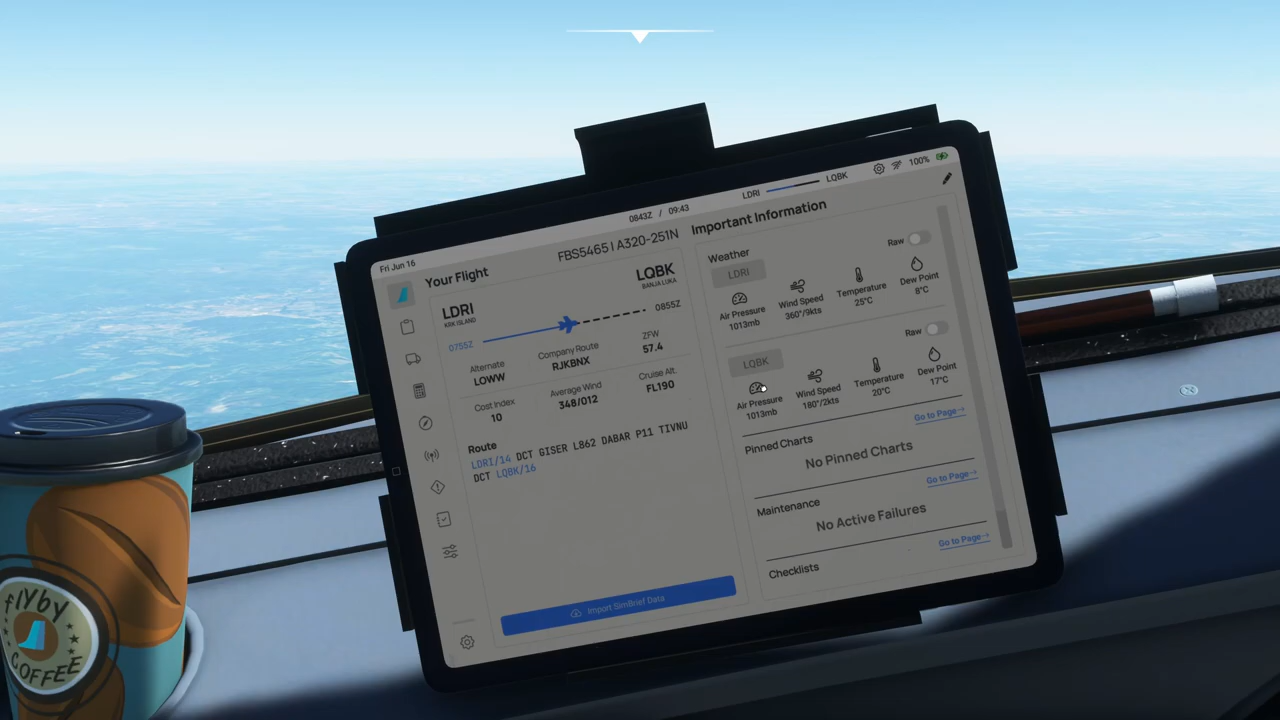 Fri Jun 16
0843Z / 09:43
LDRI
LQBK
100%
Your Flight
FBS5465 | A320-251N
LDRI
KRK ISLAND
LQBK
BANJA LUKA
0755Z
0855Z
Alternate
LOWW
Company Route
RJKBNX
ZFW
57.4
Cost Index
10
Average Wind
348/012
Cruise Alt.
FL190
Route
LDRI/14 DCT GISER L862 DABAR P11 TIVNU
DCT LQBK/16
Import SimBrief Data
Important Information
Weather
Raw
LDRI
Air Pressure
1013mb
Wind Speed
360°/9kts
Temperature
25°C
Dew Point
8°C
Raw
LQBK
Air Pressure
1013mb
Wind Speed
180°/2kts
Temperature
20°C
Dew Point
17°C
Pinned Charts
Go to Page
No Pinned Charts
Maintenance
Go to Page
No Active Failures
Checklists
Go to Page
flyby
COFFEE